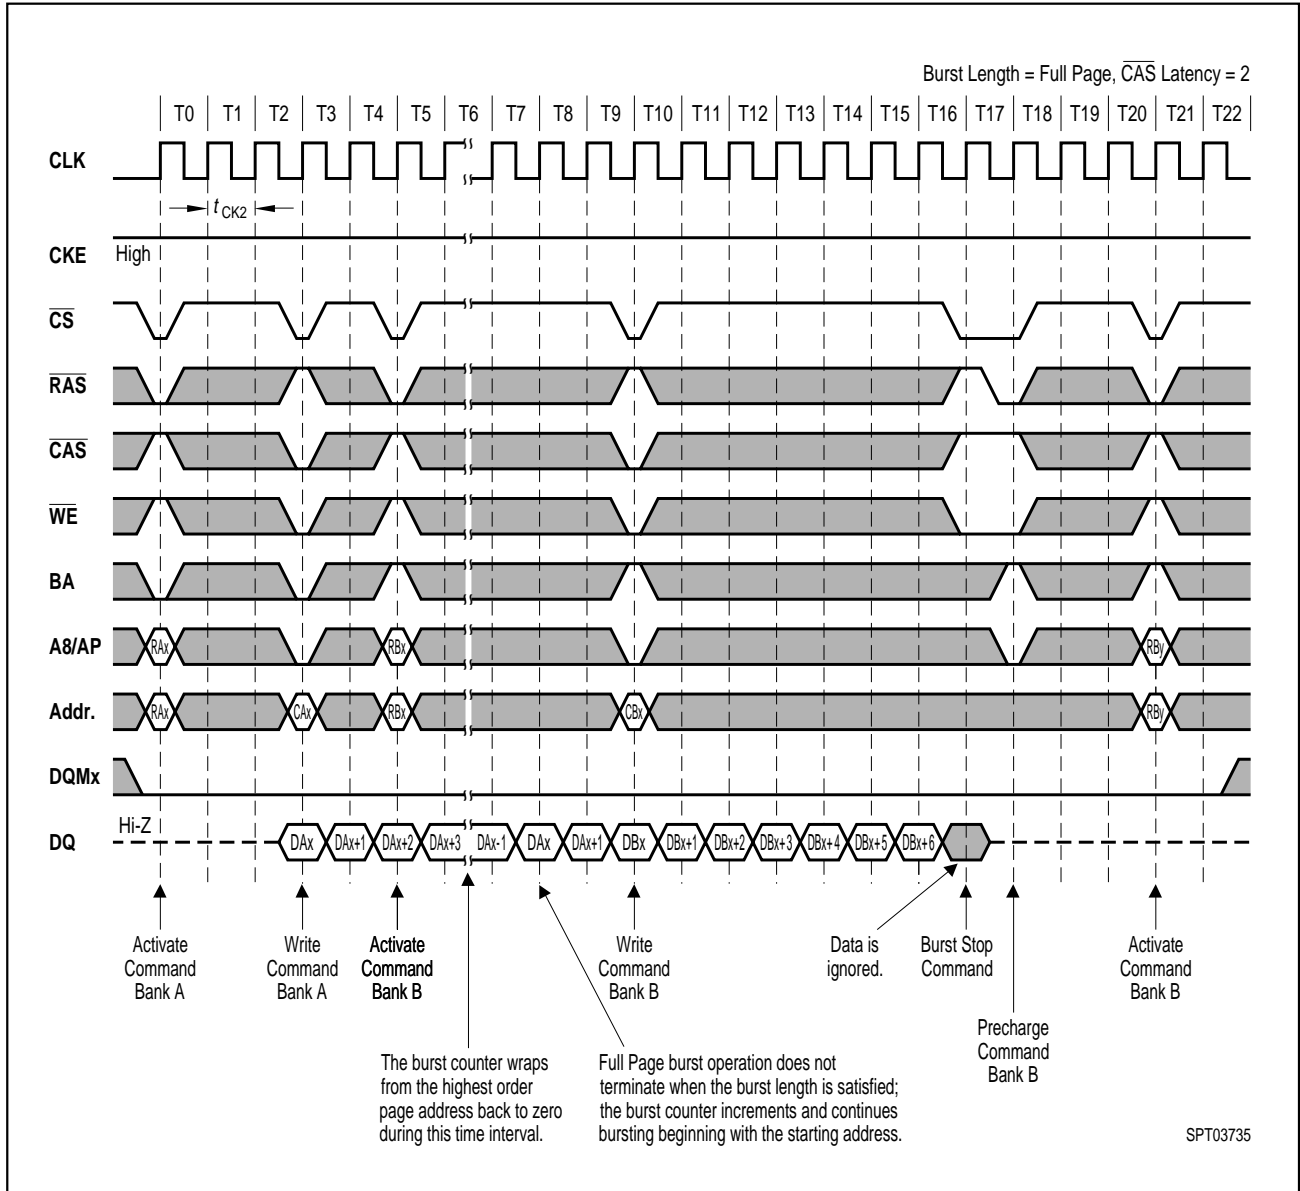 Burst Length = Full Page, CAS Latency = 2
T0 T1 T2 T3 T4 T5 T6 T7 T8 T9 T10 T11 T12 T13 T14 T15 T16 T17 T18 T19 T20 T21 T22
CLK
t CK2
CKE High
CS
RAS
CAS
WE
BA
A8/AP RAx RBx RBy
Addr. RAx CAx RBx CBx RBy
DQMx
DQ Hi-Z DAx DAx+1 DAx+2 DAx+3 DAx-1 DAx DAx+1 DBx DBx+1 DBx+2 DBx+3 DBx+4 DBx+5 DBx+6
Activate
Command
Bank A
Write
Command
Bank A
Activate
Command
Bank B
Write
Command
Bank B
Data is
ignored.
Burst Stop
Command
Activate
Command
Bank B
Precharge
Command
Bank B
The burst counter wraps
from the highest order
page address back to zero
during this time interval.
Full Page burst operation does not
terminate when the burst length is satisfied;
the burst counter increments and continues
bursting beginning with the starting address.
SPT03735